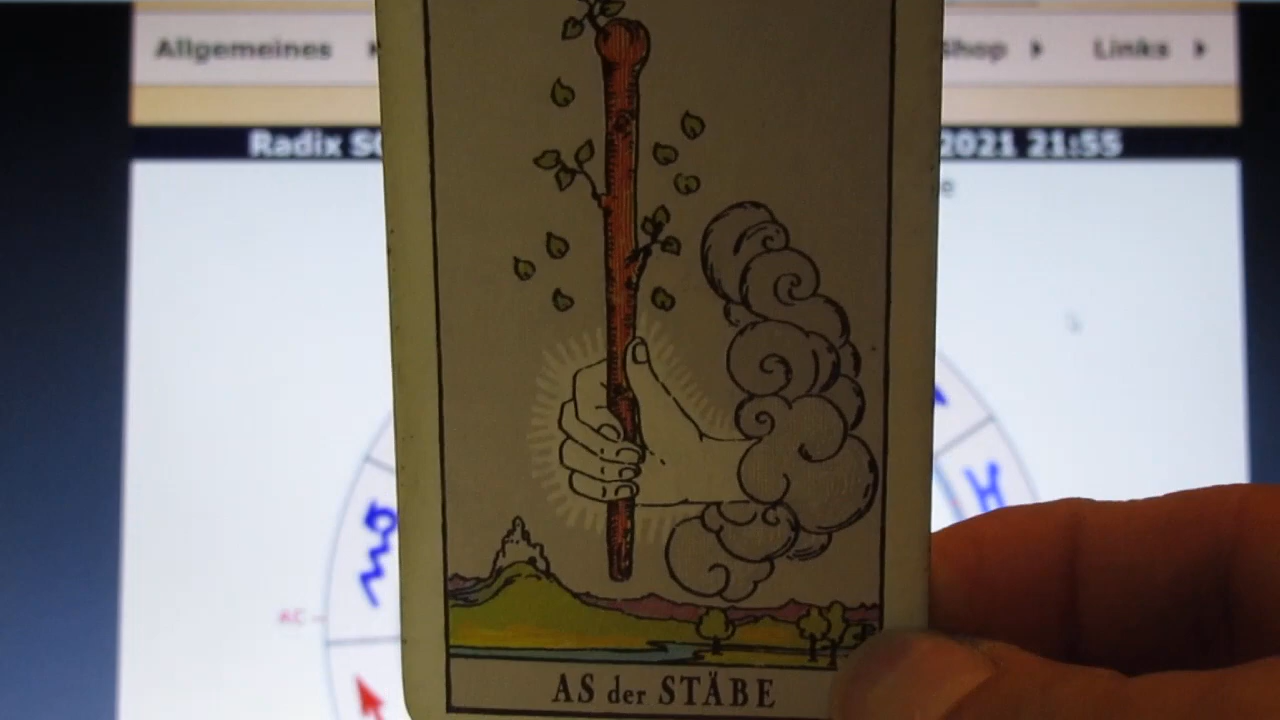 Allgemeines
Shop
Links
Radix
2021 21:55
AC
AS der STÄBE